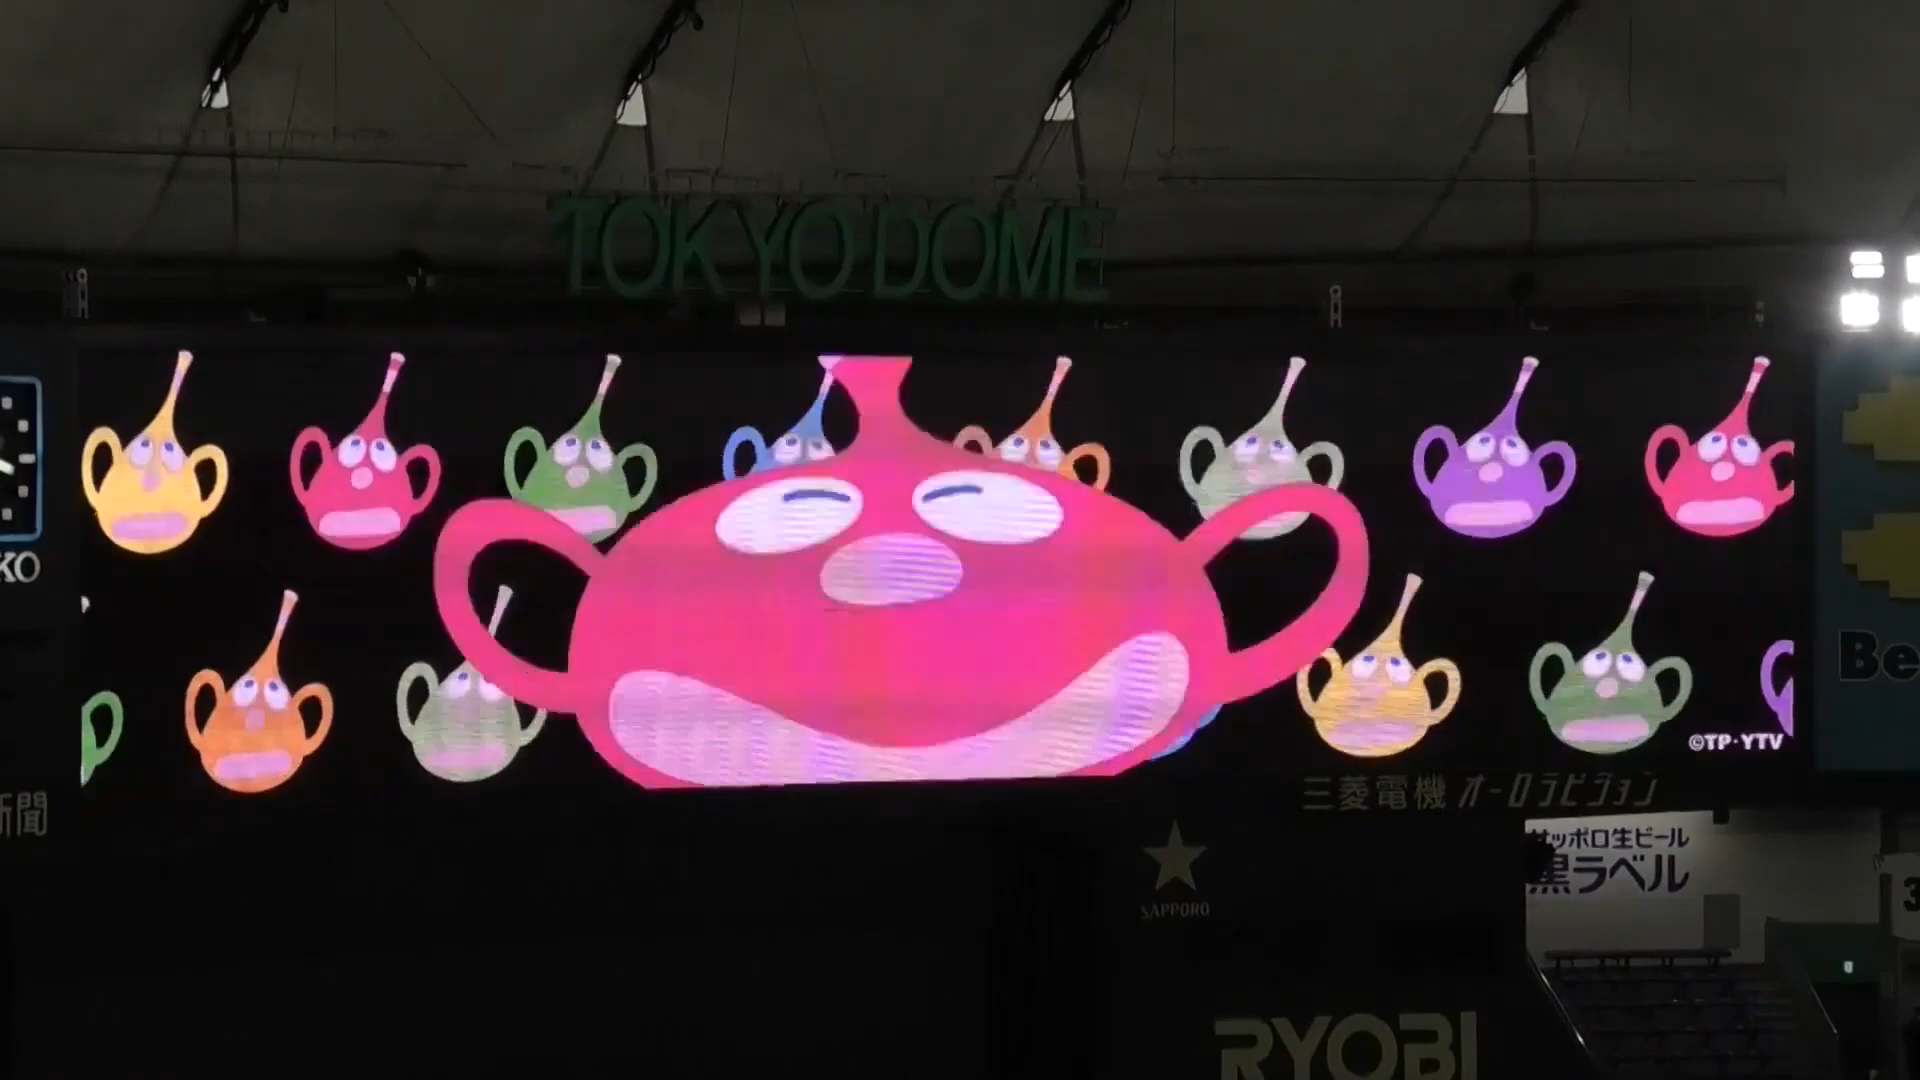 TOKYO DOME
KO
Be
©TP・YTV
新聞
三菱電機 オーロラビジョン
サッポロ生ビール
黒ラベル
SAPPORO
3
RYOBI